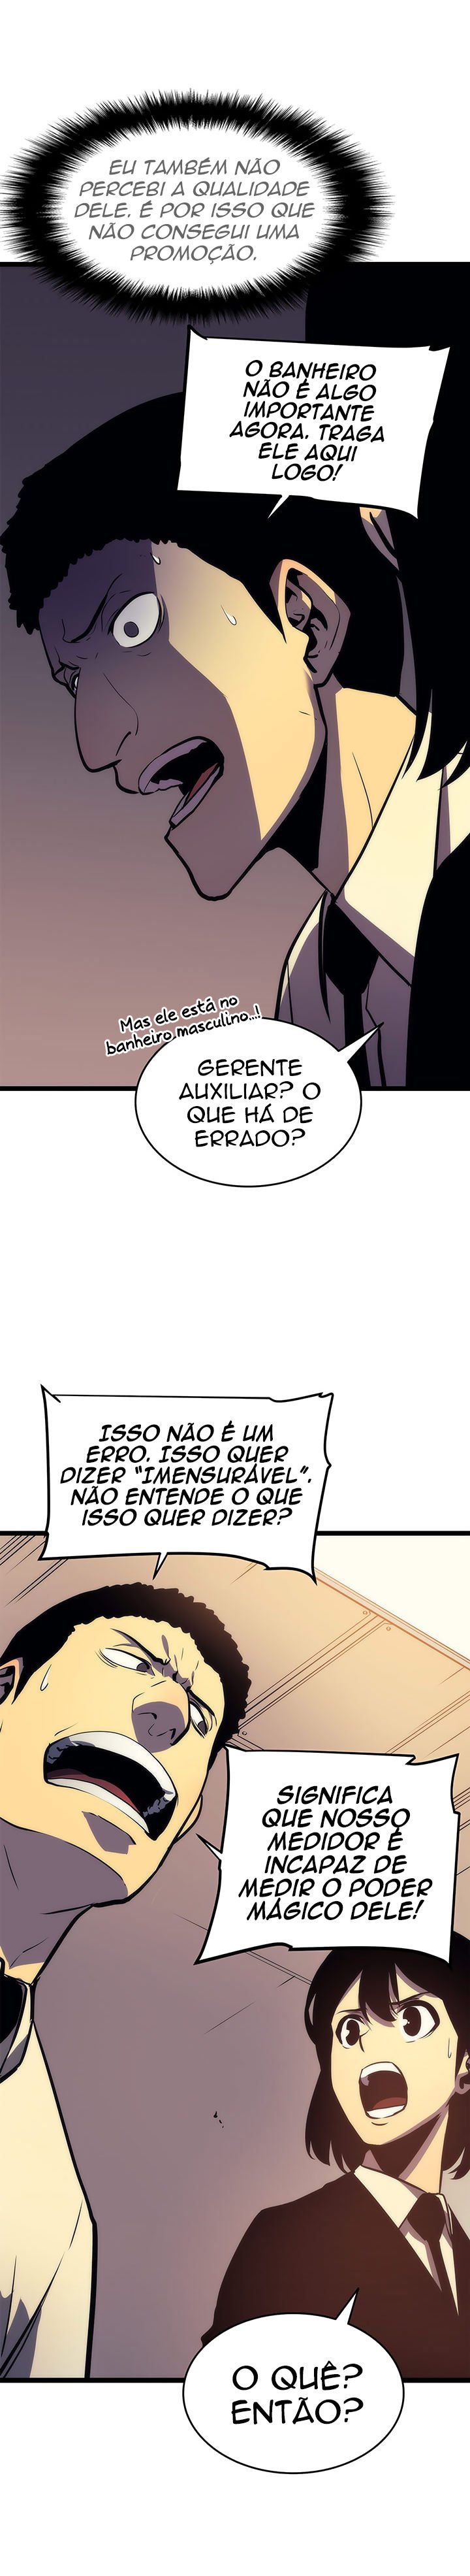 EU TAMBÉM NÃO
PERCEBI A QUALIDADE
DELE. É POR ISSO QUE
NÃO CONSEGUI UMA
PROMOÇÃO.
O BANHEIRO
NÃO É ALGO
IMPORTANTE
AGORA. TRAGA
ELE AQUI
LOGO!
Mas ele está no
banheiro masculino...!
GERENTE
AUXILIAR? O
QUE HÁ DE
ERRADO?
ISSO NÃO É UM
ERRO. ISSO QUER
DIZER "IMENSURÁVEL".
NÃO ENTENDE O QUE
ISSO QUER DIZER?
SIGNIFICA
QUE NOSSO
MEDIDOR É
INCAPAZ DE
MEDIR O PODER
MÁGICO DELE!
O QUÊ?
ENTÃO?